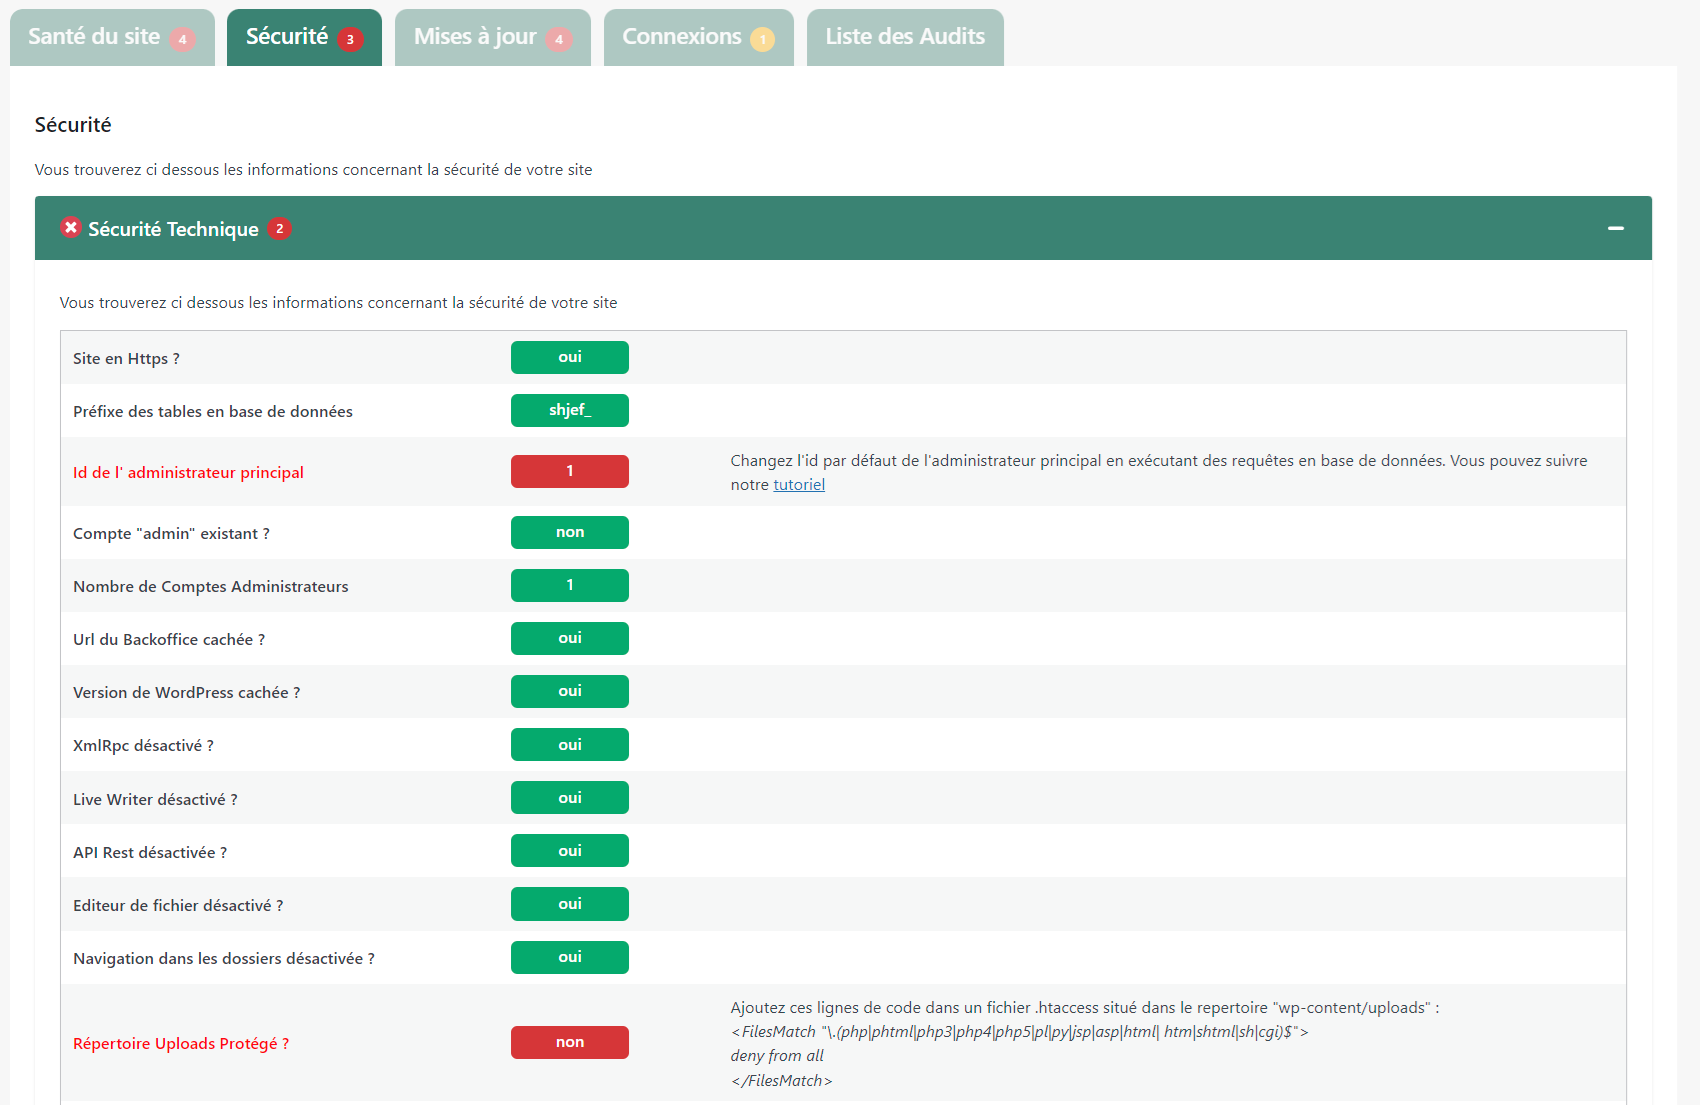 Santé du site 4
Sécurité 3
Mises à jour 4
Connexions 1
Liste des Audits
Sécurité
Vous trouverez ci dessous les informations concernant la sécurité de votre site
Sécurité Technique 2
Vous trouverez ci dessous les informations concernant la sécurité de votre site
Site en Https ? oui
Préfixe des tables en base de données shjef_
Id de l' administrateur principal 1
Changez l'id par défaut de l'administrateur principal en exécutant des requêtes en base de données. Vous pouvez suivre
notre tutoriel
Compte "admin" existant ? non
Nombre de Comptes Administrateurs 1
Url du Backoffice cachée ? oui
Version de WordPress cachée ? oui
XmlRpc désactivé ? oui
Live Writer désactivé ? oui
API Rest désactivée ? oui
Editeur de fichier désactivé ? oui
Navigation dans les dossiers désactivée ? oui
Répertoire Uploads Protégé ? non
Ajoutez ces lignes de code dans un fichier .htaccess situé dans le repertoire "wp-content/uploads" :
<FilesMatch "\.(php|phtml|php3|php4|php5|pl|py|jsp|asp|html| htm|shtml|sh|cgi)$">
deny from all
</FilesMatch>